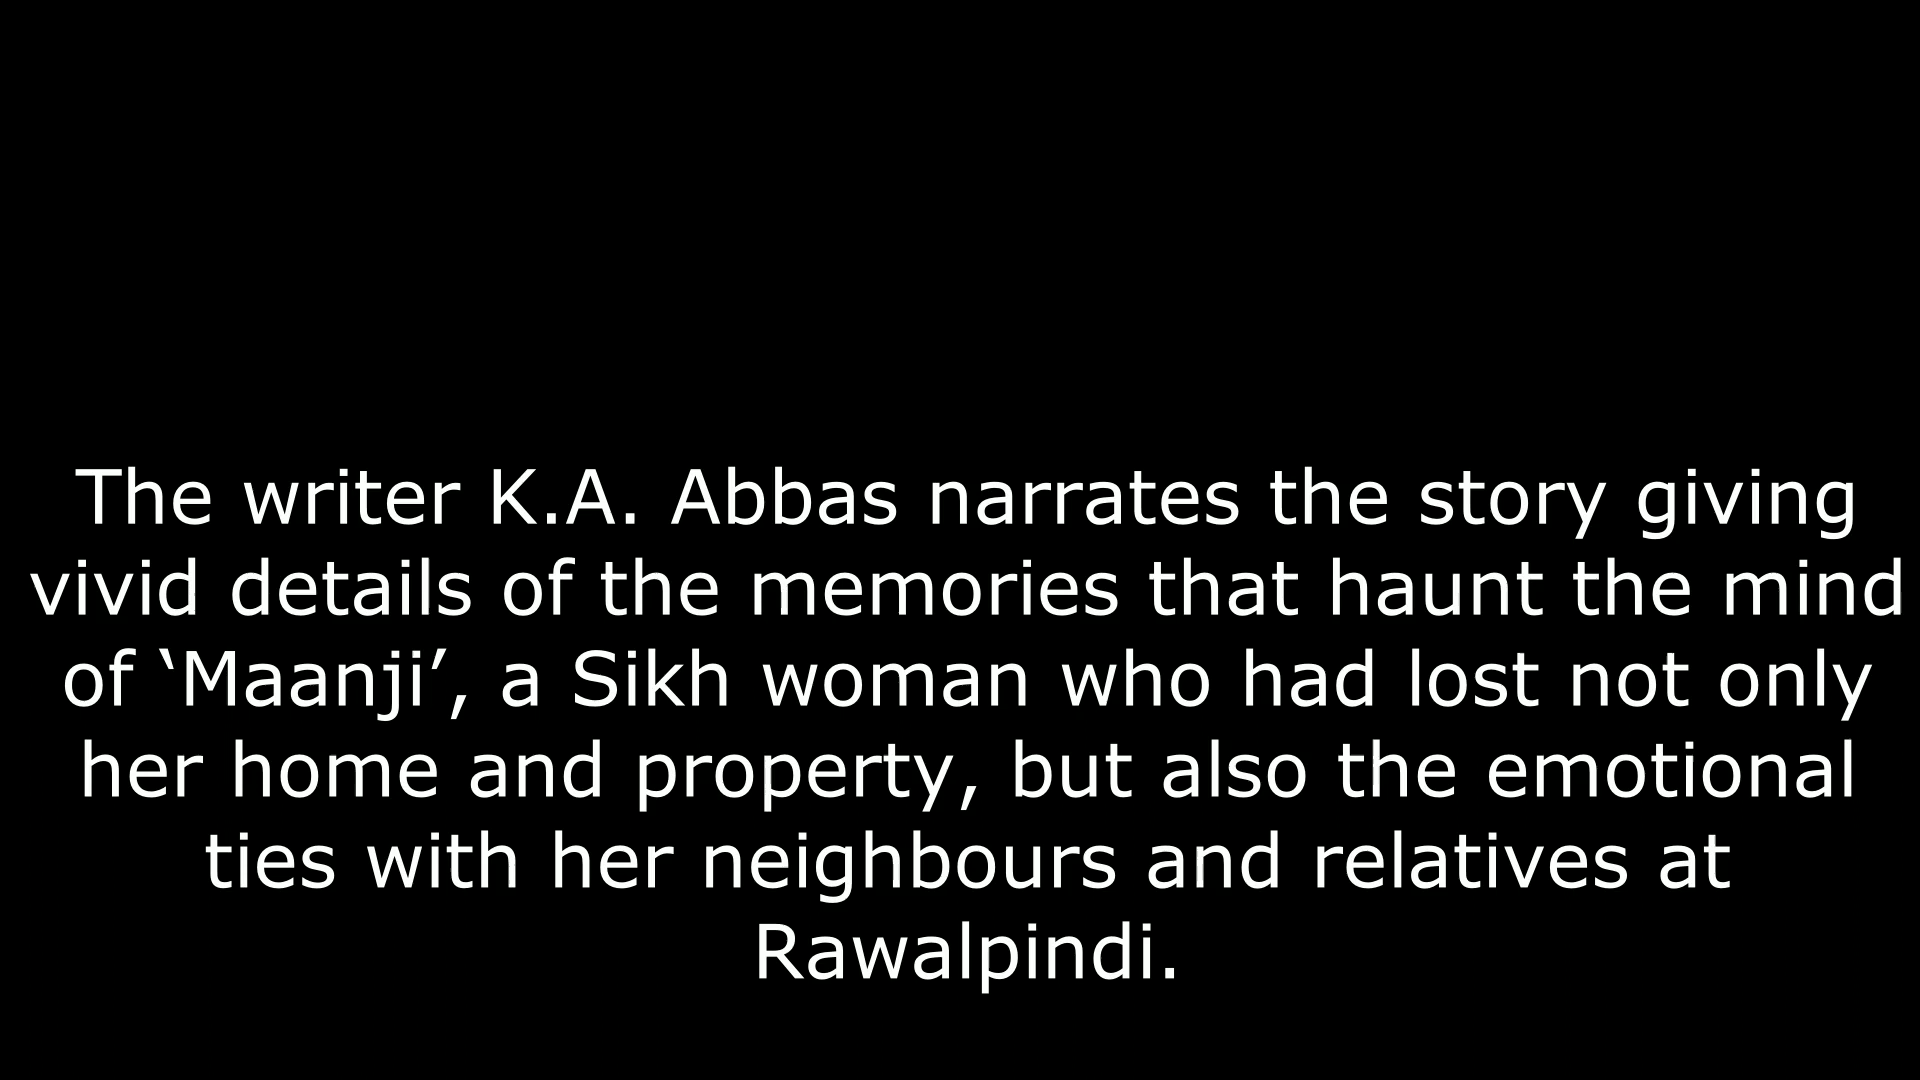 The writer K.A. Abbas narrates the story giving
vivid details of the memories that haunt the mind
of ‘Maanji’, a Sikh woman who had lost not only
her home and property, but also the emotional
ties with her neighbours and relatives at
Rawalpindi.